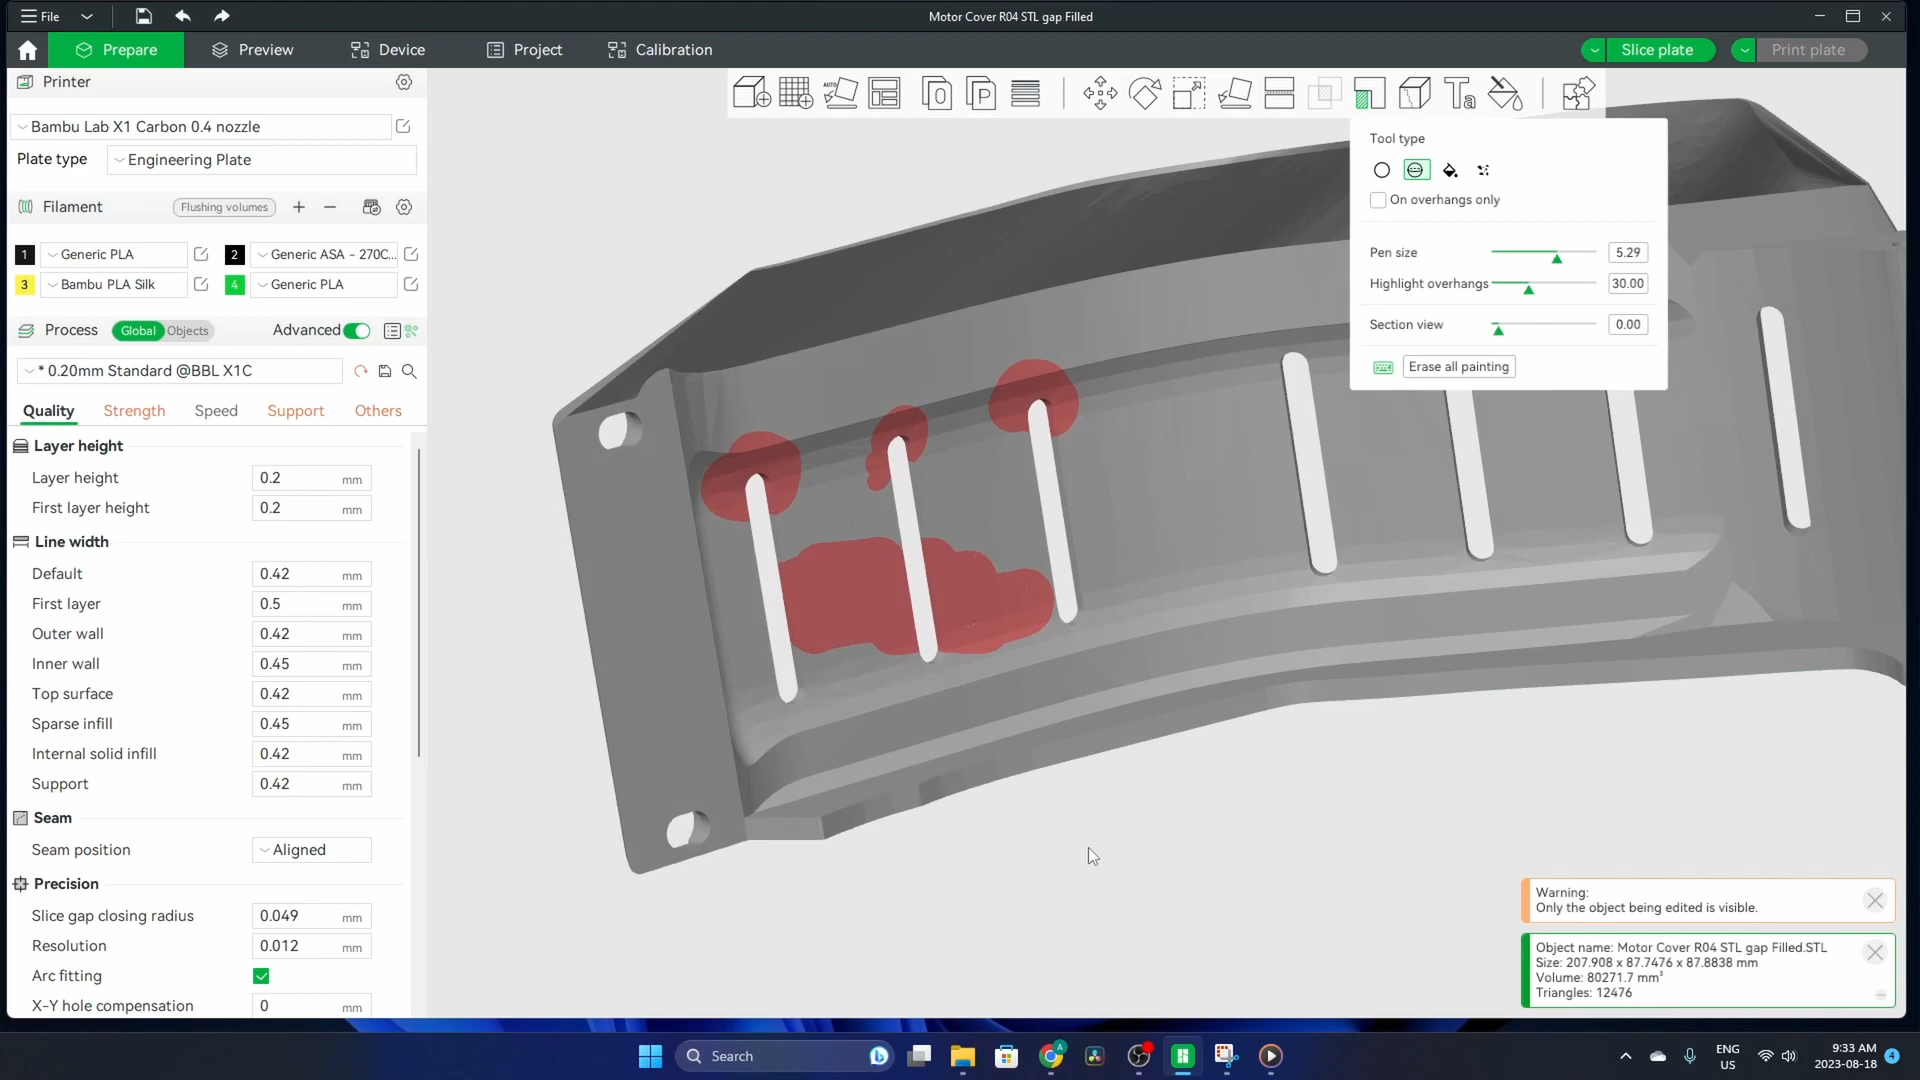 File
Motor Cover R04 STL gap Filled
Prepare
Preview
Device
Project
Calibration
Slice plate
Print plate
Printer
Bambu Lab X1 Carbon 0.4 nozzle
Plate type
Engineering Plate
Filament
Flushing volumes
1
Generic PLA
2
Generic ASA - 270C...
3
Bambu PLA Silk
4
Generic PLA
Process
Global
Objects
Advanced
* 0.20mm Standard @BBL X1C
Quality
Strength
Speed
Support
Others
Layer height
Layer height 0.2 mm
First layer height 0.2 mm
Line width
Default 0.42 mm
First layer 0.5 mm
Outer wall 0.42 mm
Inner wall 0.45 mm
Top surface 0.42 mm
Sparse infill 0.45 mm
Internal solid infill 0.42 mm
Support 0.42 mm
Seam
Seam position Aligned
Precision
Slice gap closing radius 0.049 mm
Resolution 0.012 mm
Arc fitting
X-Y hole compensation 0 mm
AUTO
0
P
Ta
Tool type
On overhangs only
Pen size 5.29
Highlight overhangs 30.00
Section view 0.00
Erase all painting
Warning:
Only the object being edited is visible.
Object name: Motor Cover R04 STL gap Filled.STL
Size: 207.908 x 87.7476 x 87.8838 mm
Volume: 80271.7 mm³
Triangles: 12476
Search
A
ENG
US
9:33 AM
2023-08-18
4